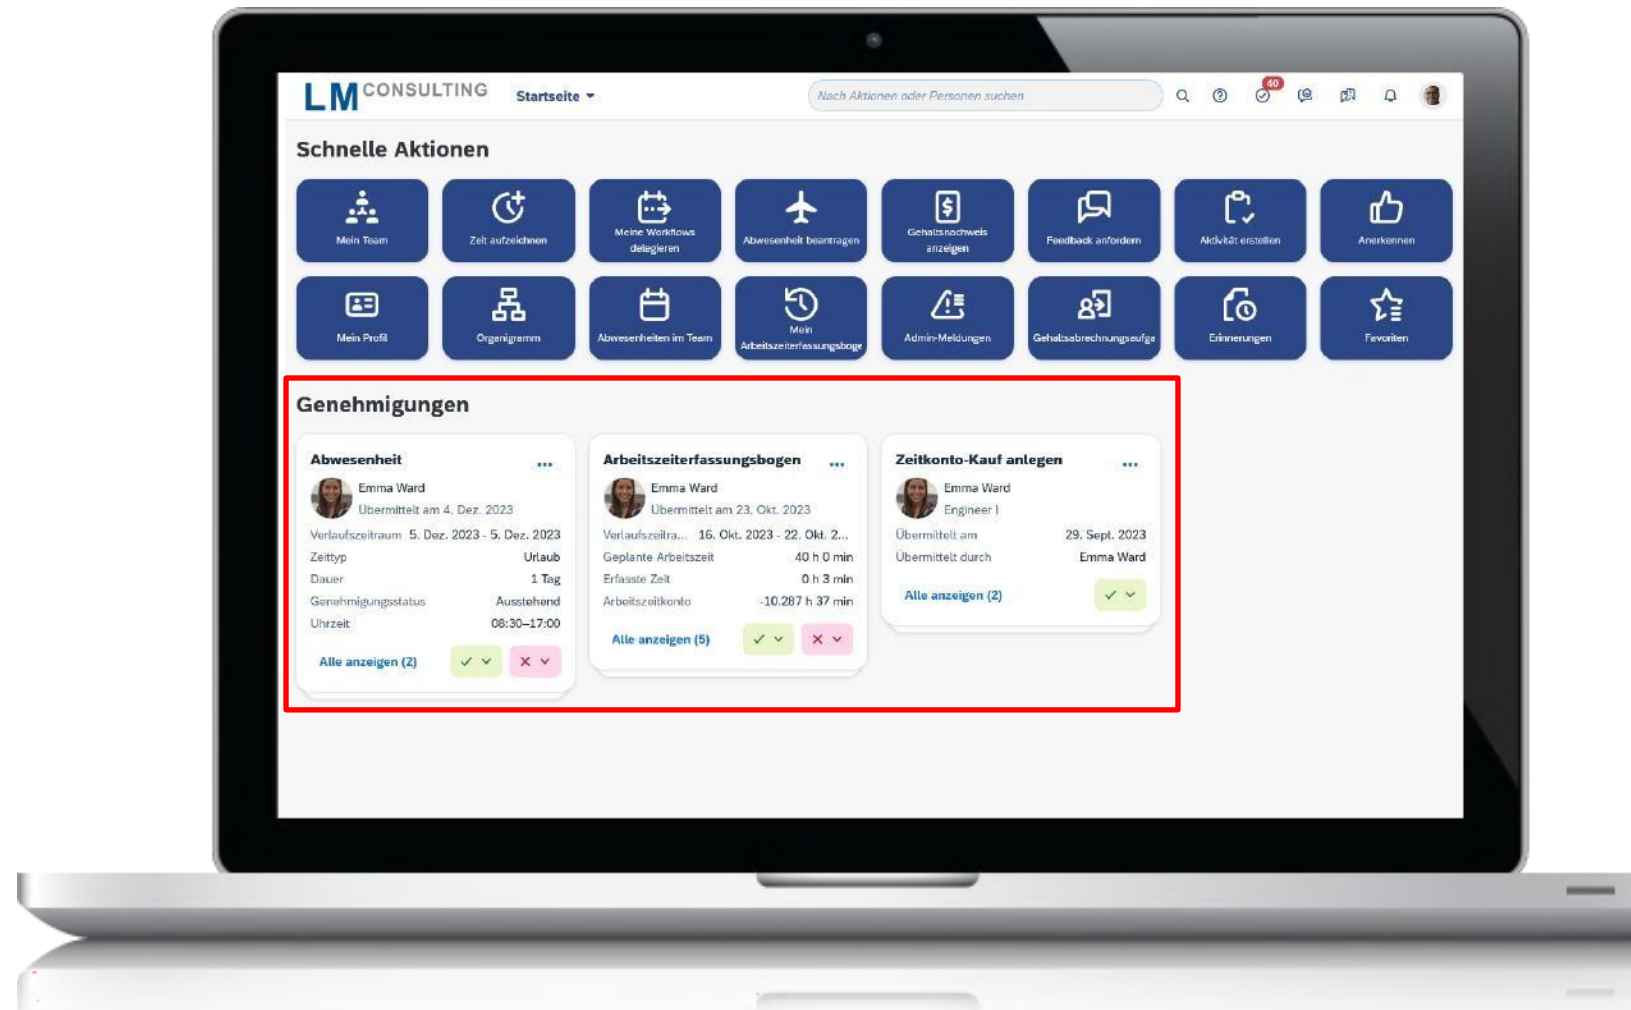 LM CONSULTING
Startseite
Nach Aktionen oder Personen suchen
40
Schnelle Aktionen
Mein Team
Zeit aufzeichnen
Meine Workflows
delegieren
Abwesenheit beantragen
Gehaltsnachweis
anzeigen
Feedback anfordern
Aktivität erstellen
Anerkennen
Mein Profil
Organigramm
Abwesenheiten im Team
Mein
Arbeitszeiterfassungsboge
Admin-Meldungen
Gehaltsabrechnungsaufga
Erinnerungen
Favoriten
Genehmigungen
Abwesenheit
Emma Ward
Übermittelt am 4. Dez. 2023
Verlaufszeitraum 5. Dez. 2023 - 5. Dez. 2023
Zeittyp Urlaub
Dauer 1 Tag
Genehmigungsstatus Ausstehend
Uhrzeit 08:30–17:00
Alle anzeigen (2)
Arbeitszeiterfassungsbogen
Emma Ward
Übermittelt am 23. Okt. 2023
Verlaufszeitra... 16. Okt. 2023 - 22. Okt. 2...
Geplante Arbeitszeit 40 h 0 min
Erfasste Zeit 0 h 3 min
Arbeitszeitkonto -10.287 h 37 min
Alle anzeigen (5)
Zeitkonto-Kauf anlegen
Emma Ward
Engineer I
Übermittelt am 29. Sept. 2023
Übermittelt durch Emma Ward
Alle anzeigen (2)